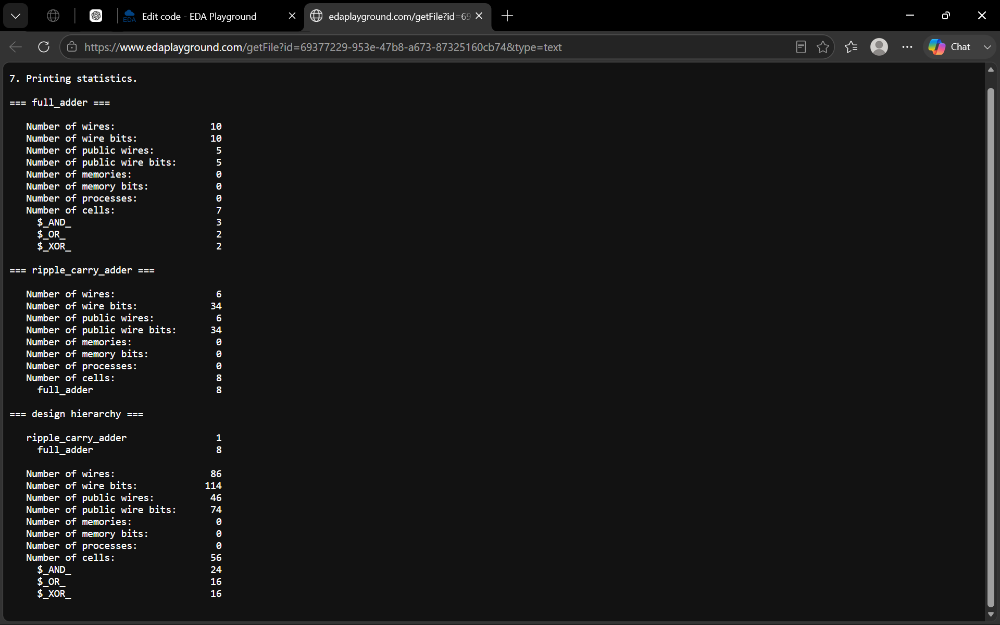 EDA
Edit code - EDA Playground
edaplayground.com/getFile?id=69
https://www.edaplayground.com/getFile?id=69377229-953e-47b8-a673-87325160cb74&type=text
Chat
7. Printing statistics.
=== full_adder ===
Number of wires: 10
Number of wire bits: 10
Number of public wires: 5
Number of public wire bits: 5
Number of memories: 0
Number of memory bits: 0
Number of processes: 0
Number of cells: 7
$_AND_ 3
$_OR_ 2
$_XOR_ 2
=== ripple_carry_adder ===
Number of wires: 6
Number of wire bits: 34
Number of public wires: 6
Number of public wire bits: 34
Number of memories: 0
Number of memory bits: 0
Number of processes: 0
Number of cells: 8
full_adder 8
=== design hierarchy ===
ripple_carry_adder 1
full_adder 8
Number of wires: 86
Number of wire bits: 114
Number of public wires: 46
Number of public wire bits: 74
Number of memories: 0
Number of memory bits: 0
Number of processes: 0
Number of cells: 56
$_AND_ 24
$_OR_ 16
$_XOR_ 16